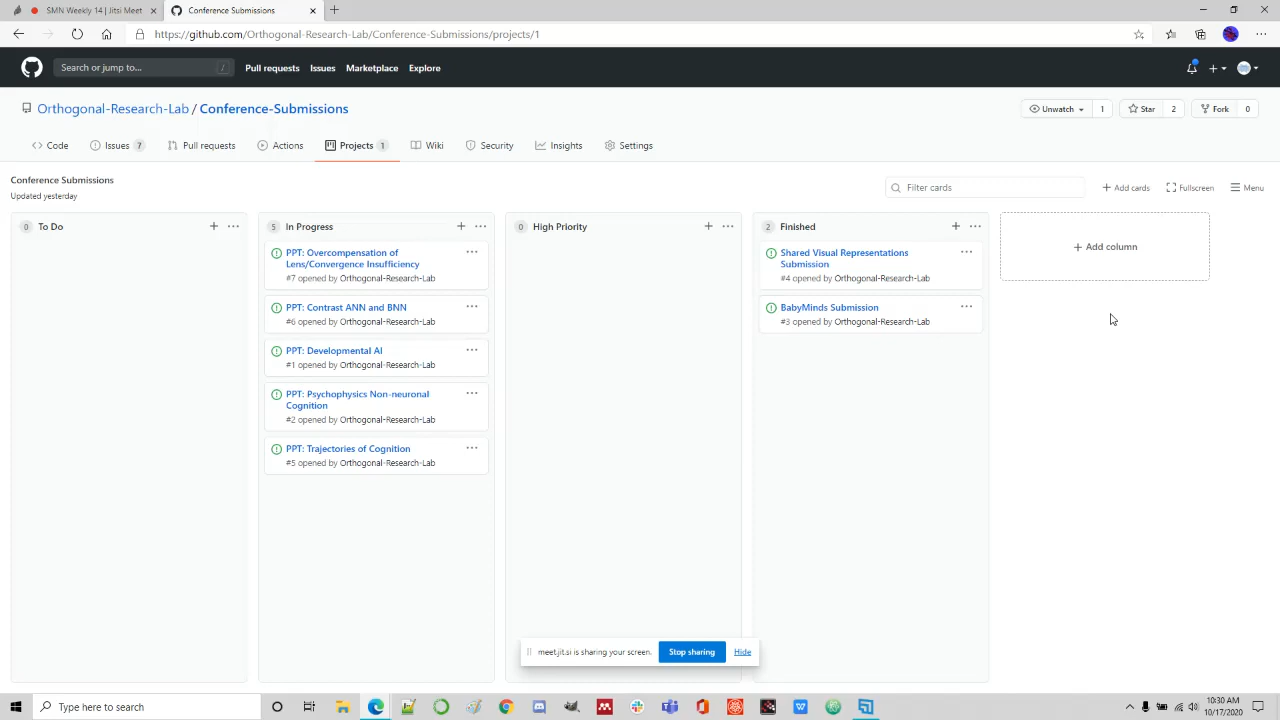 SMN Weekly 14 | Jitsi Meet
Conference Submissions
https://github.com/Orthogonal-Research-Lab/Conference-Submissions/projects/1
Search or jump to... /
Pull requests
Issues
Marketplace
Explore
Orthogonal-Research-Lab / Conference-Submissions
Unwatch 1
Star 2
Fork 0
Code
Issues 7
Pull requests
Actions
Projects 1
Wiki
Security
Insights
Settings
Conference Submissions
Updated yesterday
Filter cards
Add cards
Fullscreen
Menu
0 To Do
5 In Progress
PPT: Overcompensation of
Lens/Convergence Insufficiency
#7 opened by Orthogonal-Research-Lab
PPT: Contrast ANN and BNN
#6 opened by Orthogonal-Research-Lab
PPT: Developmental AI
#1 opened by Orthogonal-Research-Lab
PPT: Psychophysics Non-neuronal
Cognition
#2 opened by Orthogonal-Research-Lab
PPT: Trajectories of Cognition
#5 opened by Orthogonal-Research-Lab
0 High Priority
2 Finished
Shared Visual Representations
Submission
#4 opened by Orthogonal-Research-Lab
BabyMinds Submission
#3 opened by Orthogonal-Research-Lab
+ Add column
meet.jit.si is sharing your screen.
Stop sharing
Hide
Type here to search
10:30 AM
10/17/2020